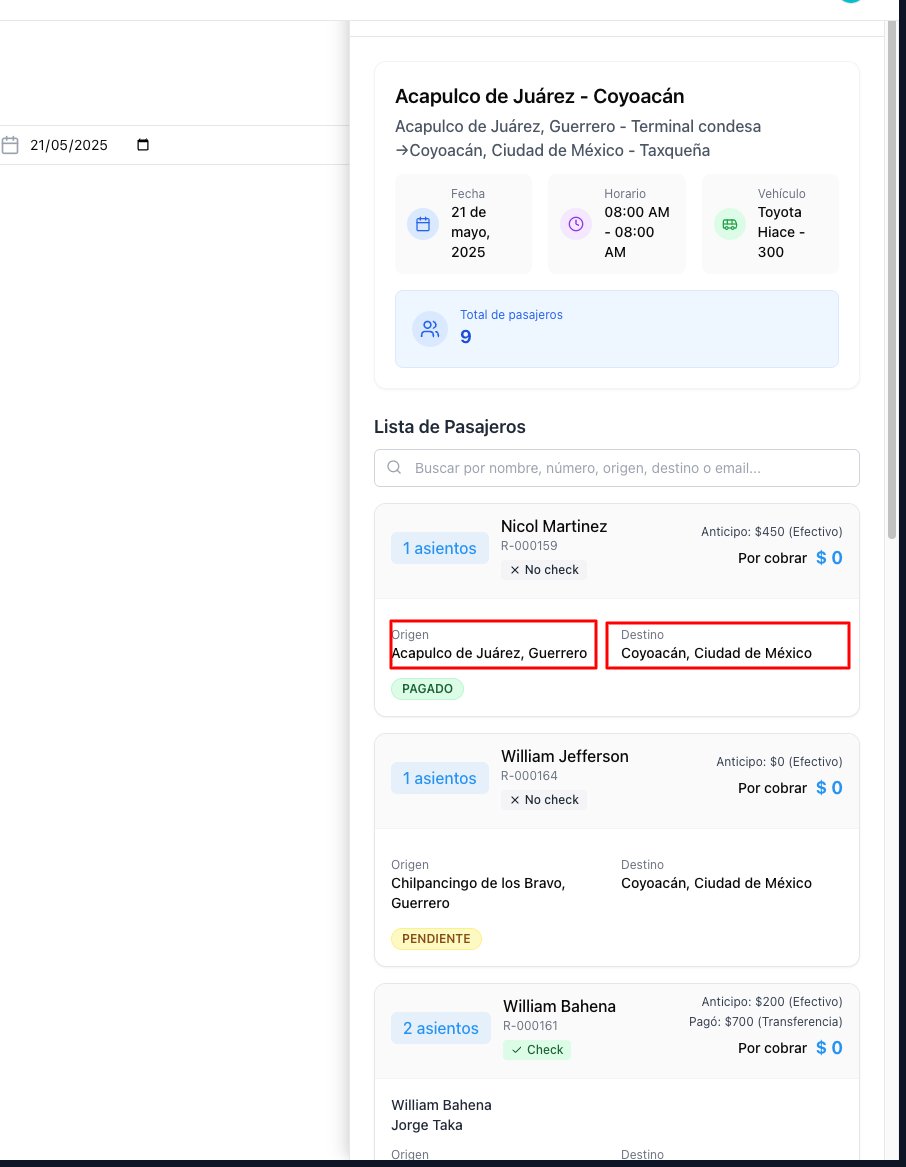 21/05/2025
Acapulco de Juárez - Coyoacán
Acapulco de Juárez, Guerrero - Terminal condesa
→Coyoacán, Ciudad de México - Taxqueña
Fecha
21 de
mayo,
2025
Horario
08:00 AM
- 08:00
AM
Vehículo
Toyota
Hiace -
300
Total de pasajeros
9
Lista de Pasajeros
Buscar por nombre, número, origen, destino o email...
1 asientos
Nicol Martinez
R-000159
✕ No check
Anticipo: $450 (Efectivo)
Por cobrar $ 0
Origen
Acapulco de Juárez, Guerrero
Destino
Coyoacán, Ciudad de México
PAGADO
1 asientos
William Jefferson
R-000164
✕ No check
Anticipo: $0 (Efectivo)
Por cobrar $ 0
Origen
Chilpancingo de los Bravo,
Guerrero
Destino
Coyoacán, Ciudad de México
PENDIENTE
2 asientos
William Bahena
R-000161
✓ Check
Anticipo: $200 (Efectivo)
Pagó: $700 (Transferencia)
Por cobrar $ 0
William Bahena
Jorge Taka
Origen
Destino